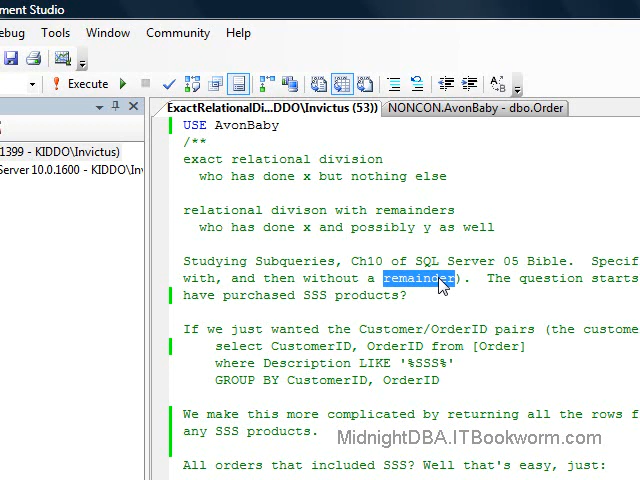 ment Studio
ebug Tools Window Community Help
Execute
ExactRelationalDi...DDO\Invictus (53)) NONCON.AvonBaby - dbo.Order
1399 - KIDDO\Invictus)
Server 10.0.1600 - KIDDO\Inv
USE AvonBaby
/**
exact relational division
who has done x but nothing else
relational divison with remainders
who has done x and possibly y as well
Studying Subqueries, Ch10 of SQL Server 05 Bible. Specif
with, and then without a remainder). The question starts
have purchased SSS products?
If we just wanted the Customer/OrderID pairs (the custome
select CustomerID, OrderID from [Order]
where Description LIKE '%SSS%'
GROUP BY CustomerID, OrderID
We make this more complicated by returning all the rows f
any SSS products.
MidnightDBA.ITBookworm.com
All orders that included SSS? Well that's easy, just: